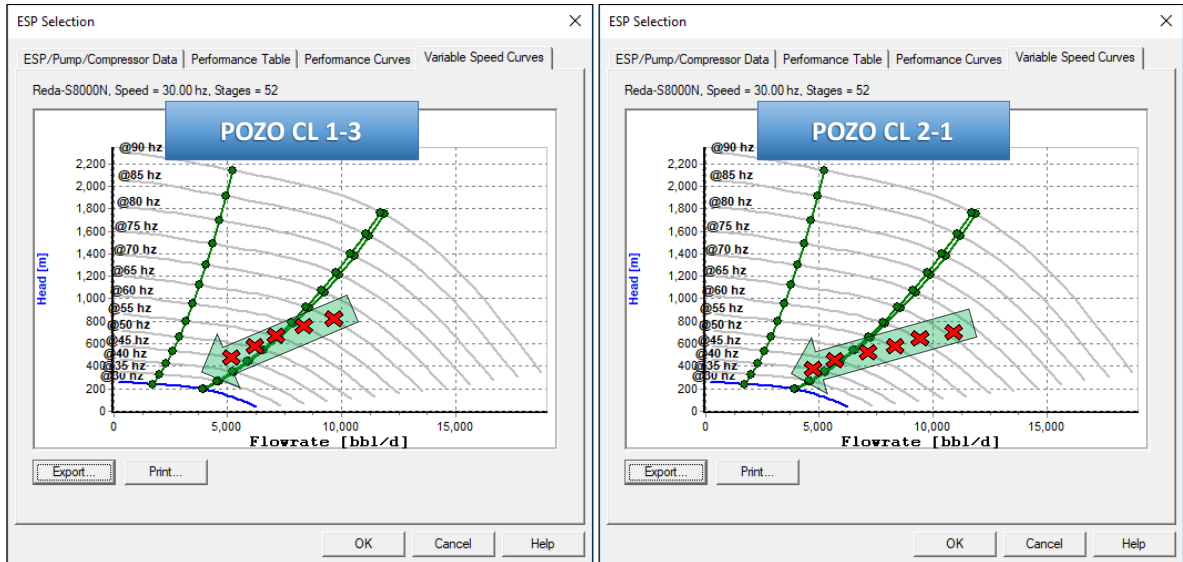 ESP Selection
ESP/Pump/Compressor Data Performance Table Performance Curves Variable Speed Curves
Reda-S8000N, Speed = 30.00 hz, Stages = 52
POZO CL 1-3
@90 hz
2,200
@85 hz
2,000
@80 hz
1,800
@75 hz
1,600
@70 hz
1,400
@65 hz
1,200
@60 hz
1,000
@55 hz
800
@50 hz
600
@45 hz
@40 hz
400
@35 hz
@30 hz
200
0
Head [m]
0 5,000 10,000 15,000
Flowrate [bbl/d]
Export... Print...
OK Cancel Help
ESP Selection
ESP/Pump/Compressor Data Performance Table Performance Curves Variable Speed Curves
Reda-S8000N, Speed = 30.00 hz, Stages = 52
POZO CL 2-1
@90 hz
2,200
@85 hz
2,000
@80 hz
1,800
@75 hz
1,600
@70 hz
1,400
@65 hz
1,200
@60 hz
1,000
@55 hz
800
@50 hz
600
@45 hz
@40 hz
400
@35 hz
@30 hz
200
0
Head [m]
0 5,000 10,000 15,000
Flowrate [bbl/d]
Export... Print...
OK Cancel Help